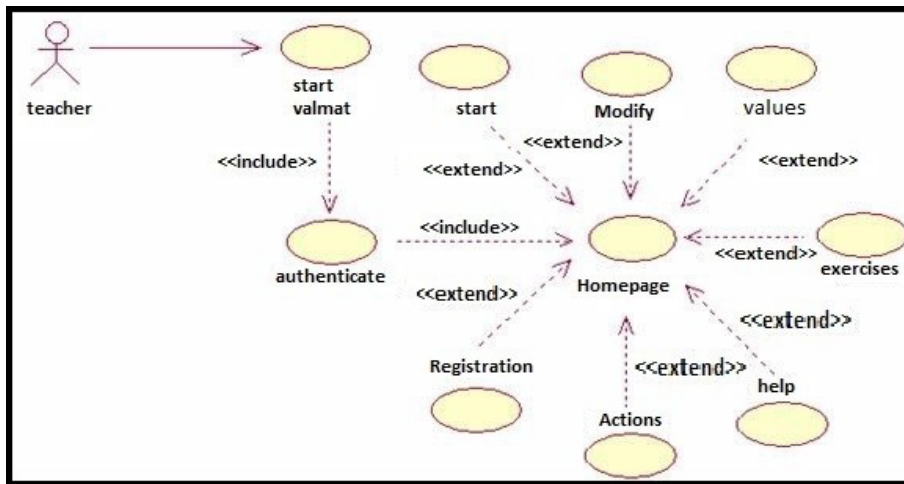 teacher
start
valmat
start
Modify
values
<<include>>
<<extend>>
<<extend>>
<<extend>>
authenticate
<<include>>
Homepage
<<extend>>
exercises
<<extend>>
<<extend>>
Registration
<<extend>>
help
Actions